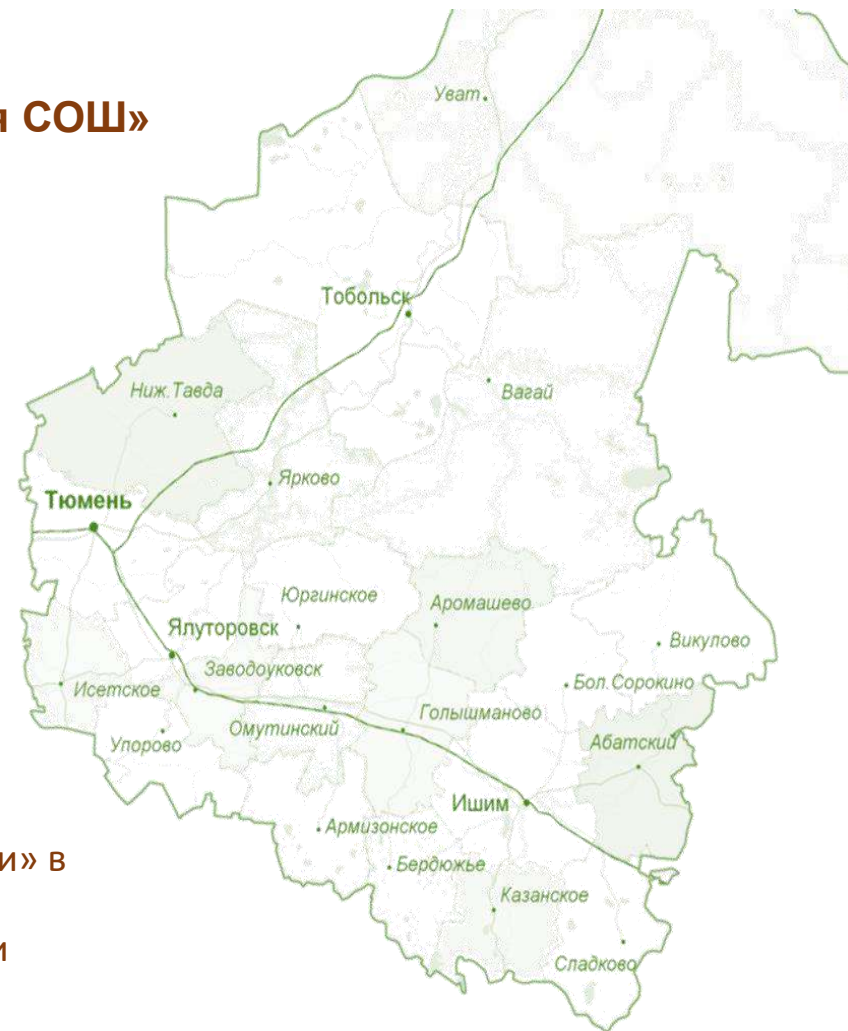 я СОШ»
Уват
Тобольск
Ниж.Тавда
Вагай
Ярково
Тюмень
Юргинское
Аромашево
Ялуторовск
Викулово
Заводоуковск
Исетское
Бол.Сорокино
Омутинский
Голышманово
Упорово
Абатский
Ишим
Армизонское
и» в
Бердюжье
Казанское
и
Сладково